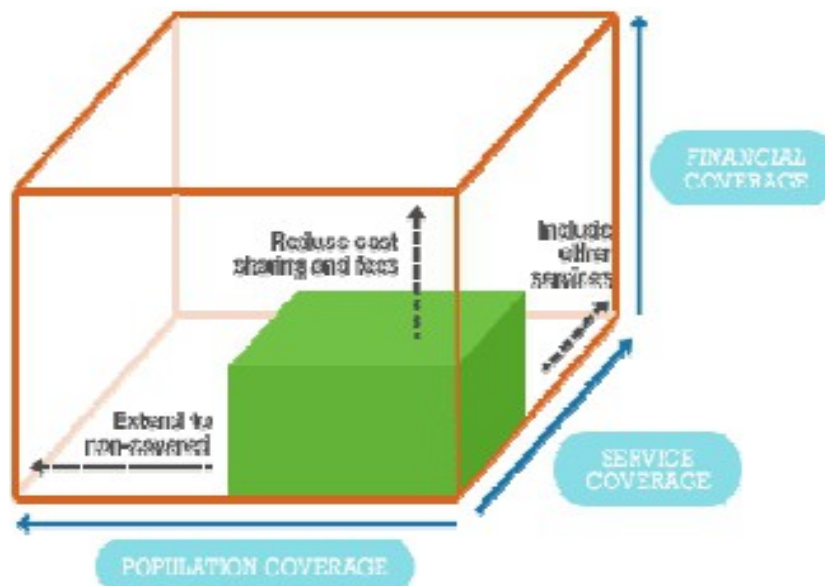 FINANCIAL
COVERAGE
Reduce cost
sharing and fees
Include
other
services
Extend to
non-covered
SERVICE
COVERAGE
POPULATION COVERAGE